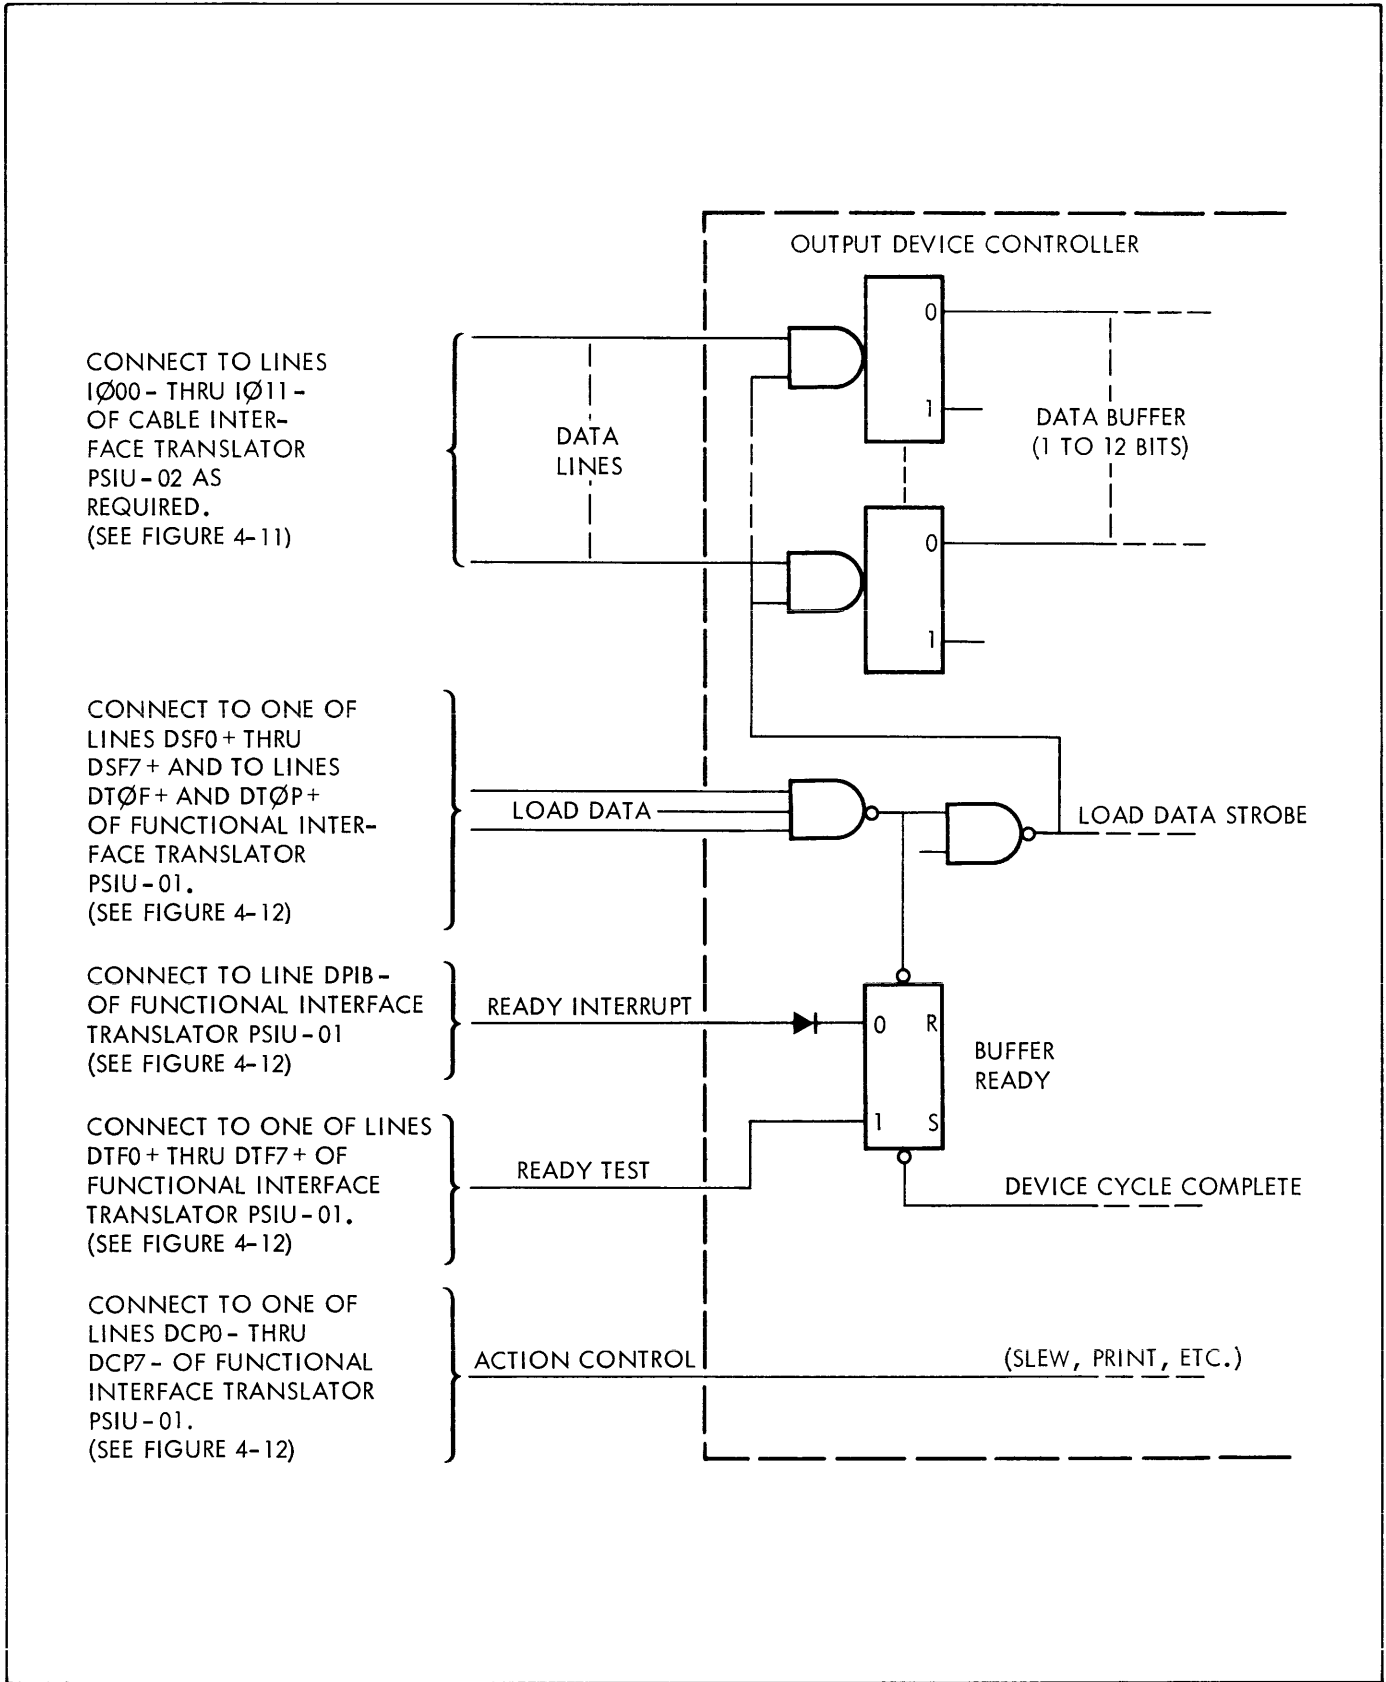 OUTPUT DEVICE CONTROLLER
CONNECT TO LINES
IØ00- THRU IØ11-
OF CABLE INTER-
FACE TRANSLATOR
PSIU-02 AS
REQUIRED.
(SEE FIGURE 4-11)
DATA
LINES
0
1
DATA BUFFER
(1 TO 12 BITS)
0
1
CONNECT TO ONE OF
LINES DSF0+ THRU
DSF7+ AND TO LINES
DTØF+ AND DTØP+
OF FUNCTIONAL INTER-
FACE TRANSLATOR
PSIU-01.
(SEE FIGURE 4-12)
LOAD DATA
LOAD DATA STROBE
CONNECT TO LINE DPIB-
OF FUNCTIONAL INTERFACE
TRANSLATOR PSIU-01
(SEE FIGURE 4-12)
READY INTERRUPT
0 R
1 S
BUFFER
READY
CONNECT TO ONE OF LINES
DTF0+ THRU DTF7+ OF
FUNCTIONAL INTERFACE
TRANSLATOR PSIU-01.
(SEE FIGURE 4-12)
READY TEST
DEVICE CYCLE COMPLETE
CONNECT TO ONE OF
LINES DCP0- THRU
DCP7- OF FUNCTIONAL
INTERFACE TRANSLATOR
PSIU-01.
(SEE FIGURE 4-12)
ACTION CONTROL
(SLEW, PRINT, ETC.)